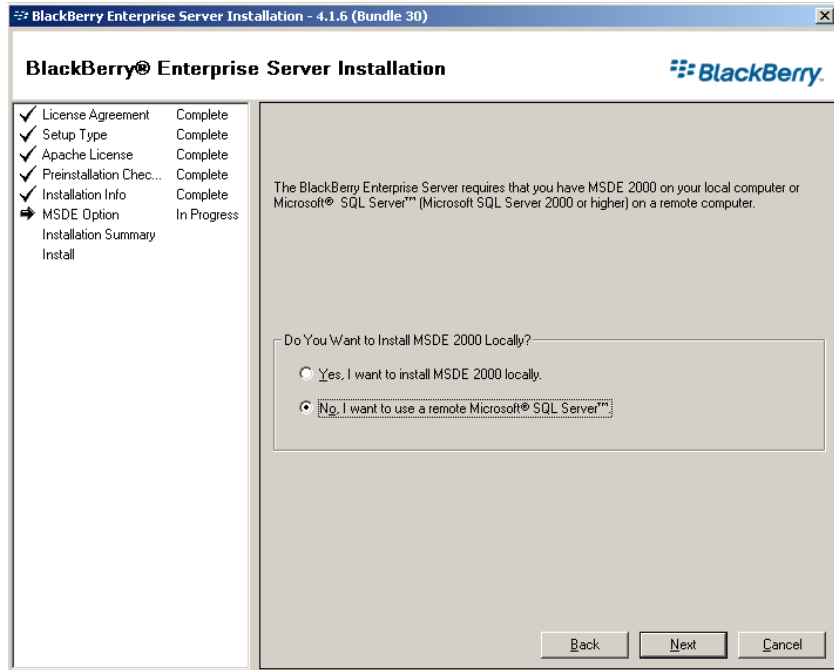 BlackBerry Enterprise Server Installation - 4.1.6 (Bundle 30)
BlackBerry® Enterprise Server Installation
BlackBerry.
License Agreement Complete
Setup Type Complete
Apache License Complete
Preinstallation Chec... Complete
Installation Info Complete
MSDE Option In Progress
Installation Summary
Install
The BlackBerry Enterprise Server requires that you have MSDE 2000 on your local computer or
Microsoft® SQL Server™ (Microsoft SQL Server 2000 or higher) on a remote computer.
Do You Want to Install MSDE 2000 Locally?
Yes, I want to install MSDE 2000 locally.
No, I want to use a remote Microsoft® SQL Server™.
Back Next Cancel